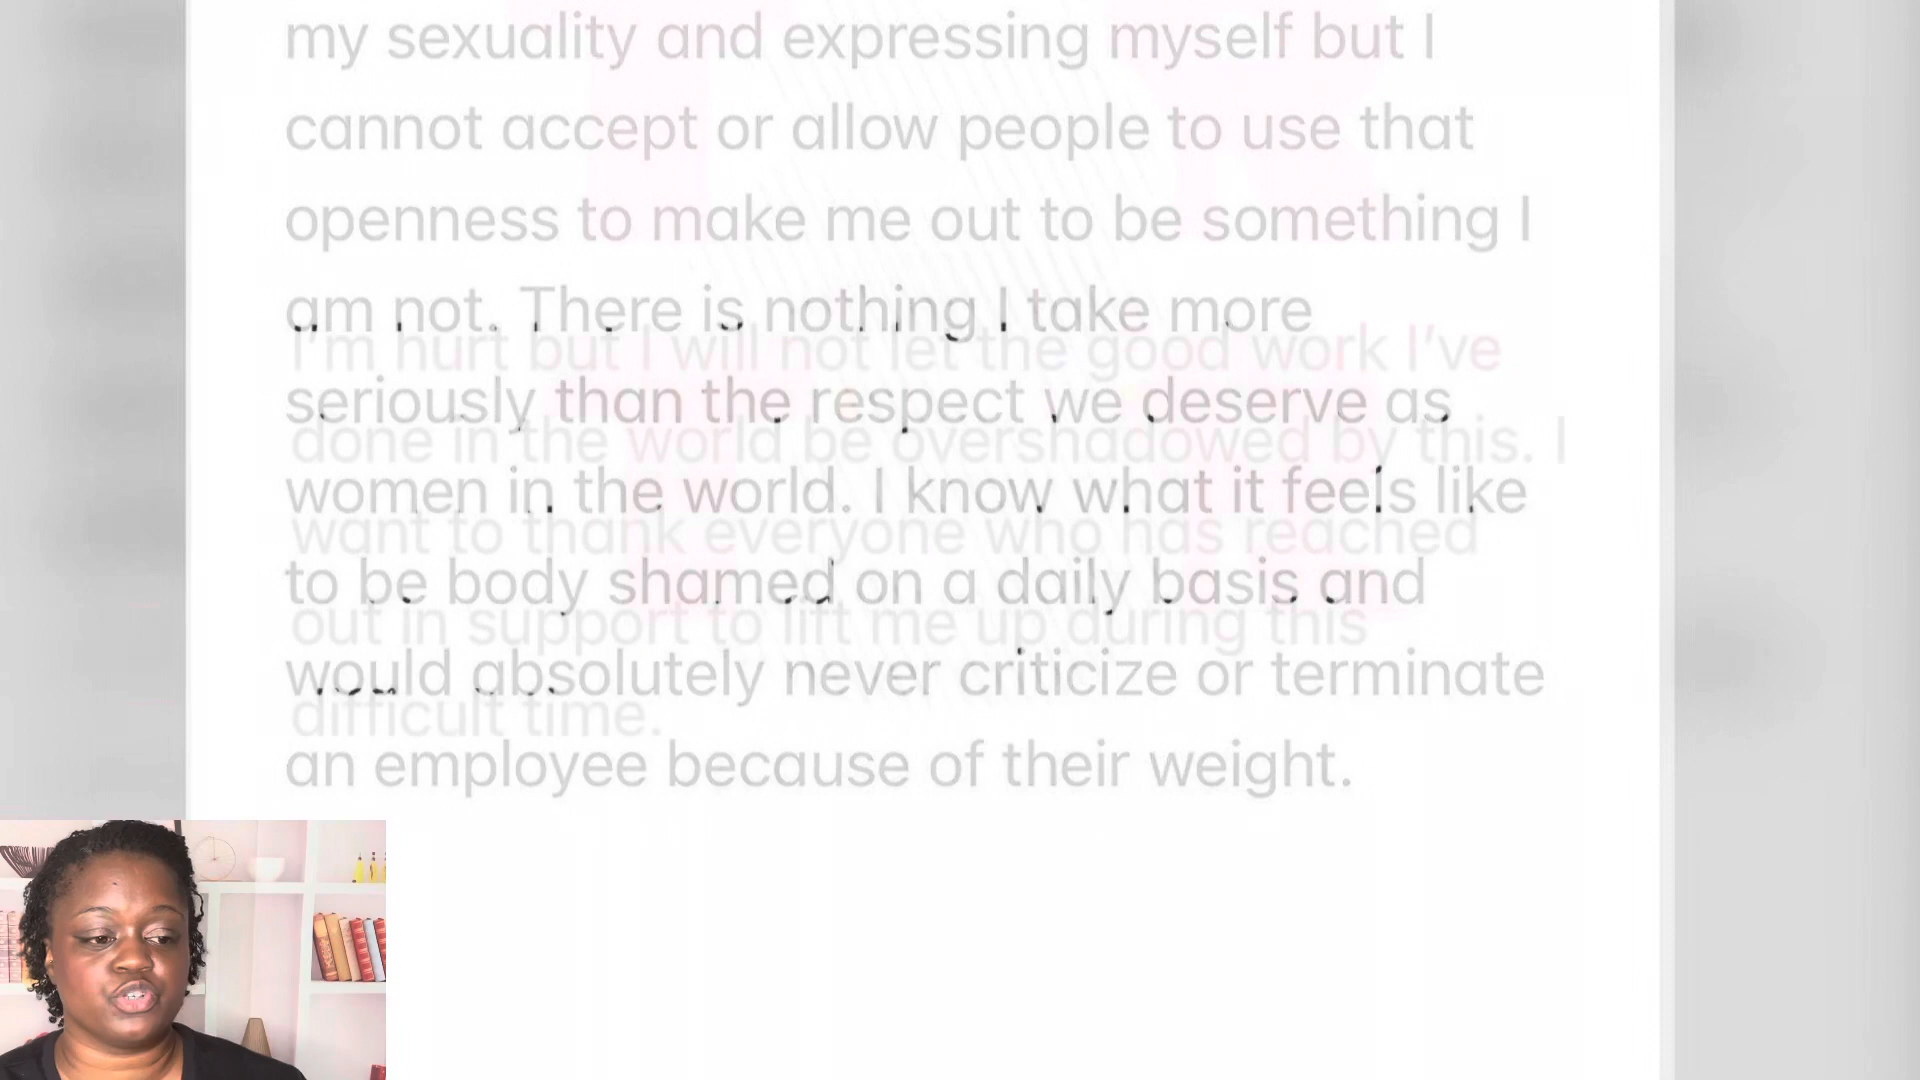 my sexuality and expressing myself but I
cannot accept or allow people to use that
openness to make me out to be something I
am not. There is nothing I take more
I'm hurt but I will not let the good work I've
seriously than the respect we deserve as
done in the world be overshadowed by this. I
women in the world. I know what it feels like
want to thank everyone who has reached
to be body shamed on a daily basis and
out in support to lift me up during this
would absolutely never criticize or terminate
difficult time.
an employee because of their weight.